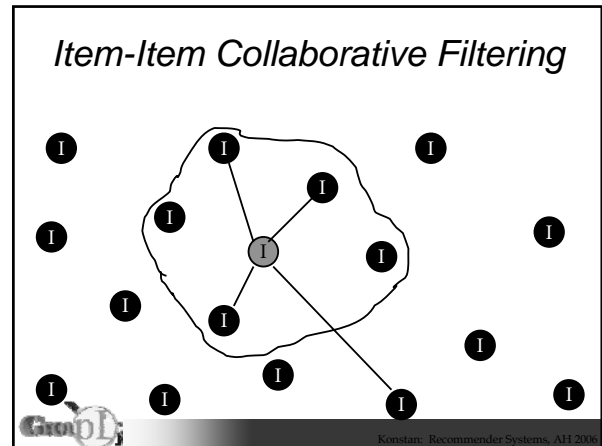 Item-Item Collaborative Filtering
I I I
I
I
I I
I I
I
I
I
I
I I I I
Konstan: Recommender Systems, AH 2006